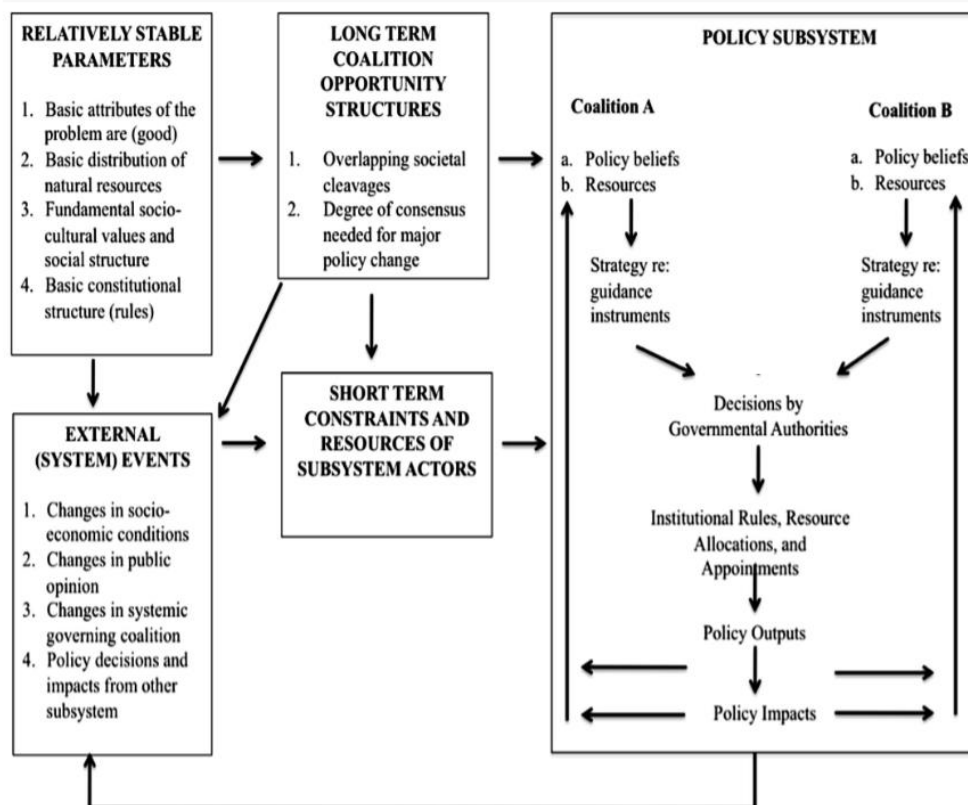 RELATIVELY STABLE
PARAMETERS
1. Basic attributes of the
problem are (good)
2. Basic distribution of
natural resources
3. Fundamental socio-
cultural values and
social structure
4. Basic constitutional
structure (rules)
LONG TERM
COALITION
OPPORTUNITY
STRUCTURES
1. Overlapping societal
cleavages
2. Degree of consensus
needed for major
policy change
EXTERNAL
(SYSTEM) EVENTS
1. Changes in socio-
economic conditions
2. Changes in public
opinion
3. Changes in systemic
governing coalition
4. Policy decisions and
impacts from other
subsystem
SHORT TERM
CONSTRAINTS AND
RESOURCES OF
SUBSYSTEM ACTORS
POLICY SUBSYSTEM
Coalition A
a. Policy beliefs
b. Resources
Strategy re:
guidance
instruments
Coalition B
a. Policy beliefs
b. Resources
Strategy re:
guidance
instruments
Decisions by
Governmental Authorities
Institutional Rules, Resource
Allocations, and
Appointments
Policy Outputs
Policy Impacts